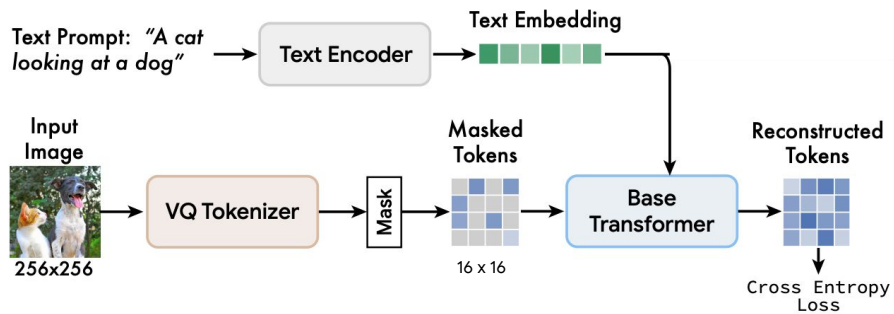 Text Prompt: “A cat
looking at a dog”
Text Encoder
Text Embedding
Input
Image
256x256
VQ Tokenizer
Mask
Masked
Tokens
16 x 16
Base
Transformer
Reconstructed
Tokens
Cross Entropy
Loss